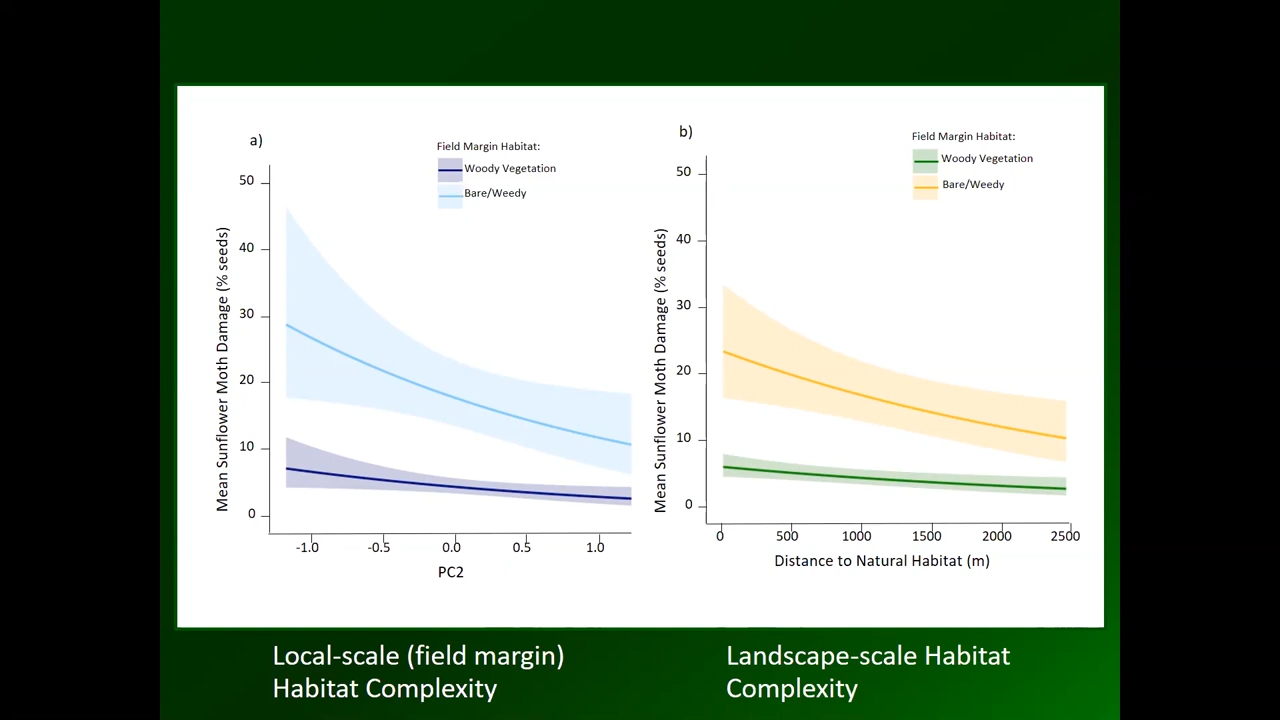 a)
Field Margin Habitat:
Woody Vegetation
Bare/Weedy
50
40
30
20
10
0
Mean Sunflower Moth Damage (% seeds)
-1.0 -0.5 0.0 0.5 1.0
PC2
b)
Field Margin Habitat:
Woody Vegetation
Bare/Weedy
50
40
30
20
10
0
Mean Sunflower Moth Damage (% seeds)
0 500 1000 1500 2000 2500
Distance to Natural Habitat (m)
Local-scale (field margin)
Habitat Complexity
Landscape-scale Habitat
Complexity